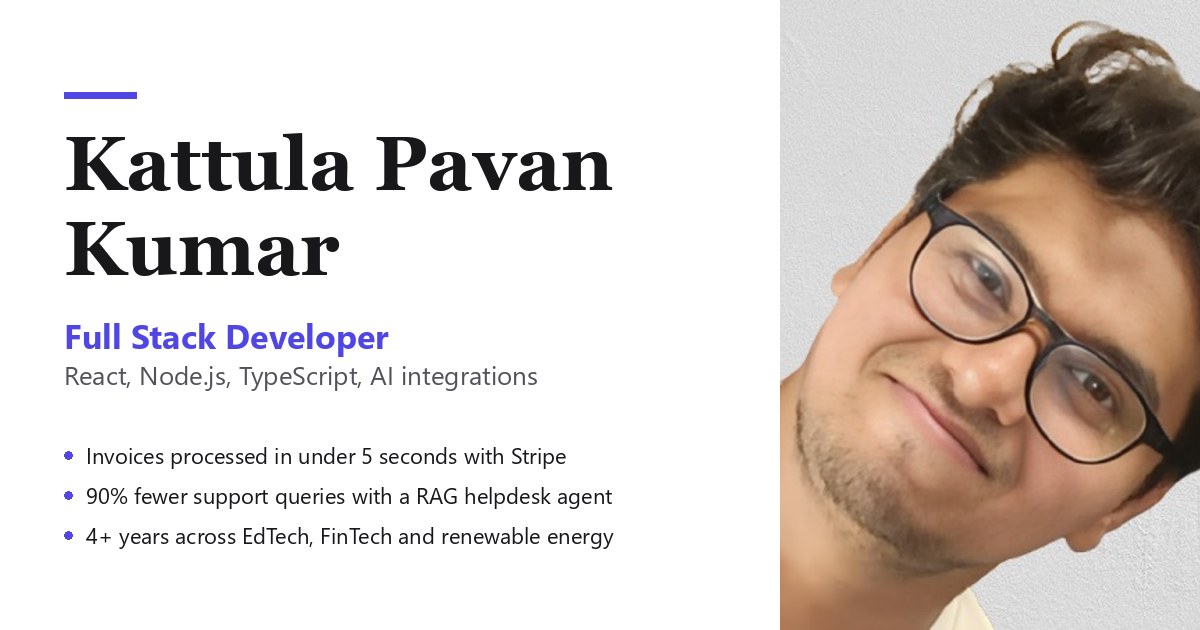 Kattula Pavan
Kumar
Full Stack Developer
React, Node.js, TypeScript, AI integrations
• Invoices processed in under 5 seconds with Stripe
• 90% fewer support queries with a RAG helpdesk agent
• 4+ years across EdTech, FinTech and renewable energy